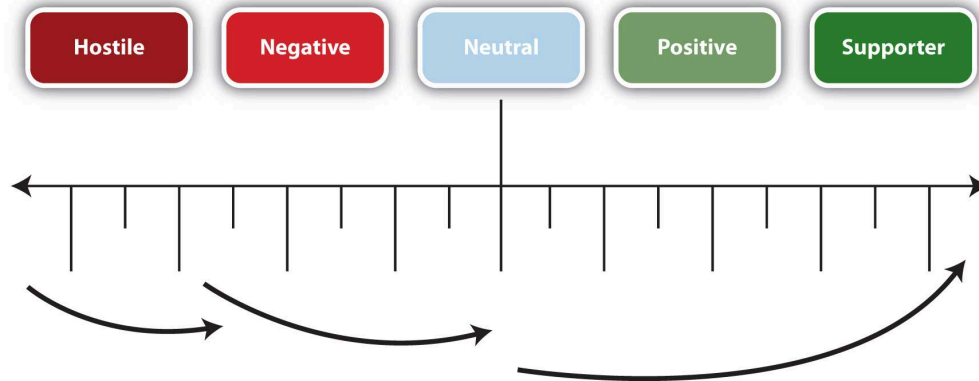 Hostile
Negative
Neutral
Positive
Supporter